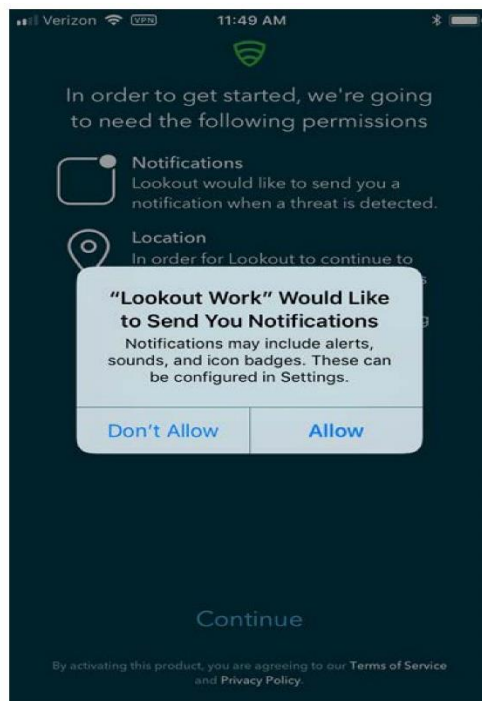 Verizon VPN 11:49 AM
In order to get started, we're going
to need the following permissions
Notifications
Lookout would like to send you a
notification when a threat is detected.
Location
In order for Lookout to continue to
"Lookout Work" Would Like
to Send You Notifications
Notifications may include alerts,
sounds, and icon badges. These can
be configured in Settings.
Don't Allow Allow
Continue
By activating this product, you are agreeing to our Terms of Service
and Privacy Policy.